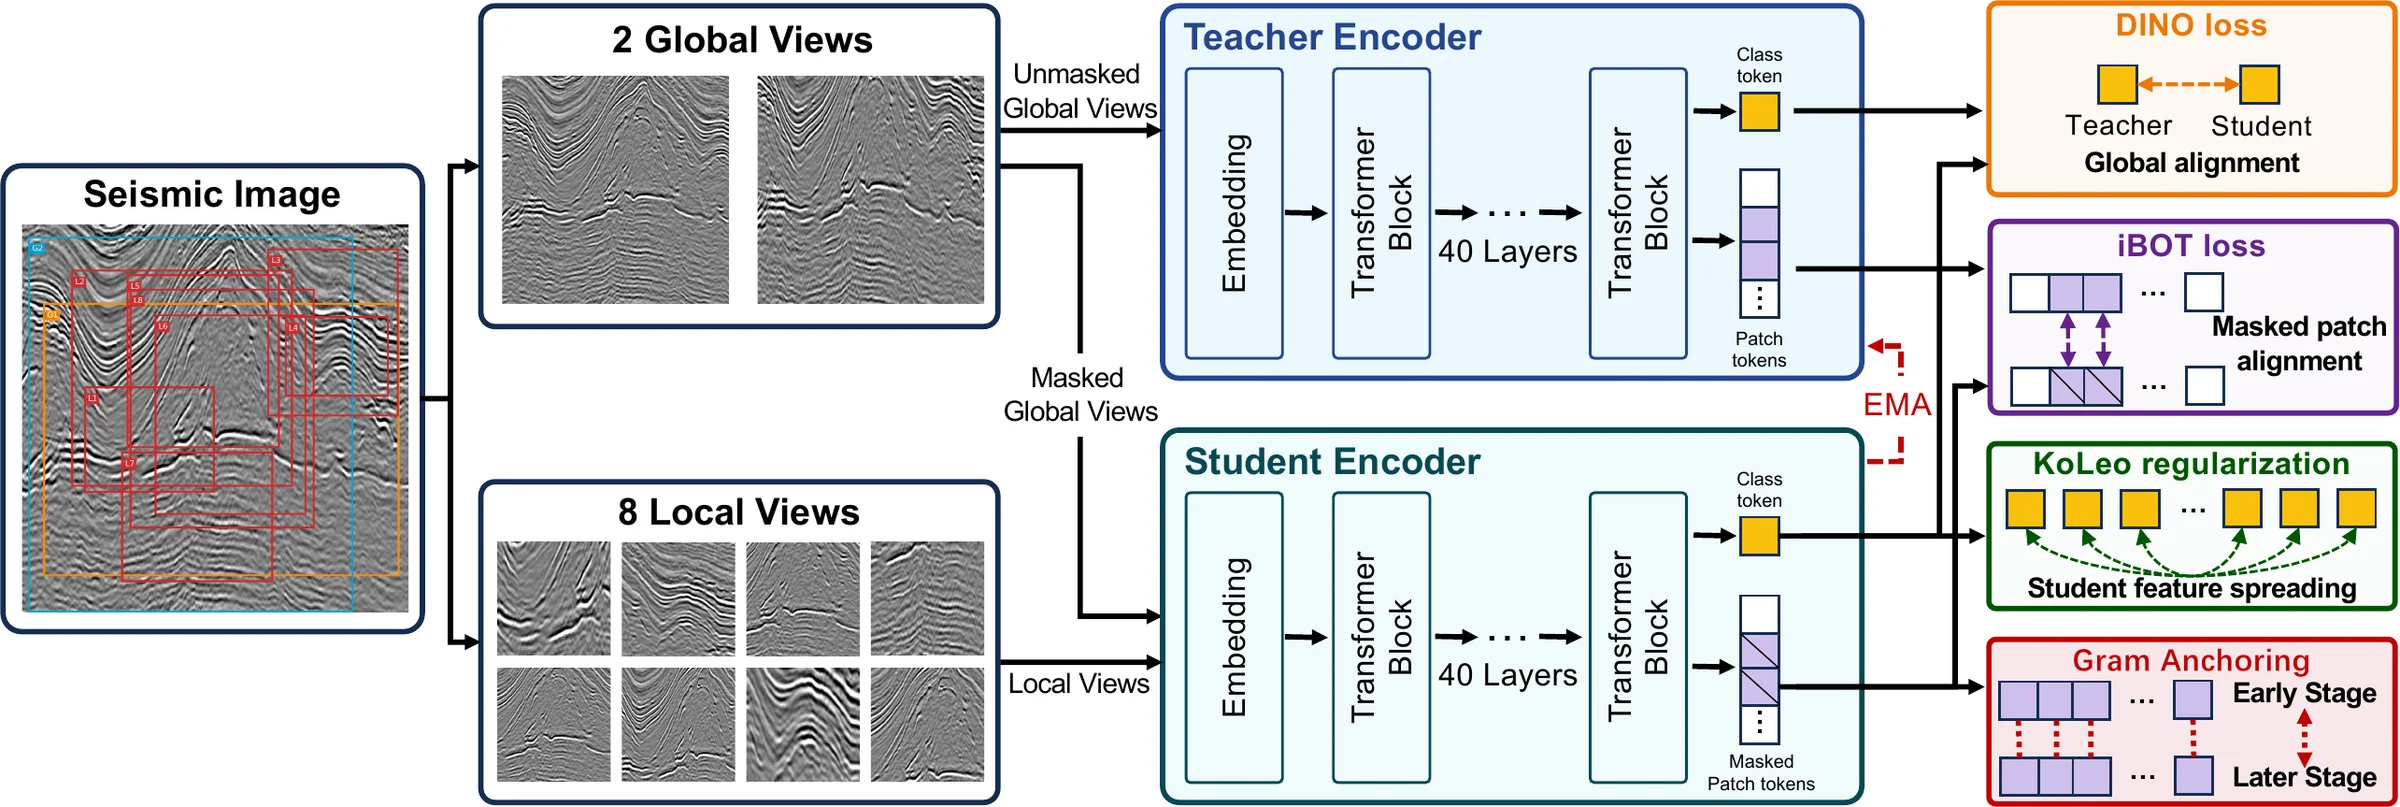 Seismic Image
G2
L3
L2
L5
L8
G1
L6
L4
L1
L7
2 Global Views
8 Local Views
Unmasked
Global Views
Masked
Global Views
Local Views
Teacher Encoder
Embedding
Transformer
Block
...
40 Layers
Transformer
Block
Class
token
Patch
tokens
EMA
Student Encoder
Embedding
Transformer
Block
...
40 Layers
Transformer
Block
Class
token
Masked
Patch tokens
DINO loss
Teacher
Student
Global alignment
iBOT loss
...
Masked patch
alignment
...
KoLeo regularization
...
Student feature spreading
Gram Anchoring
...
Early Stage
...
Later Stage